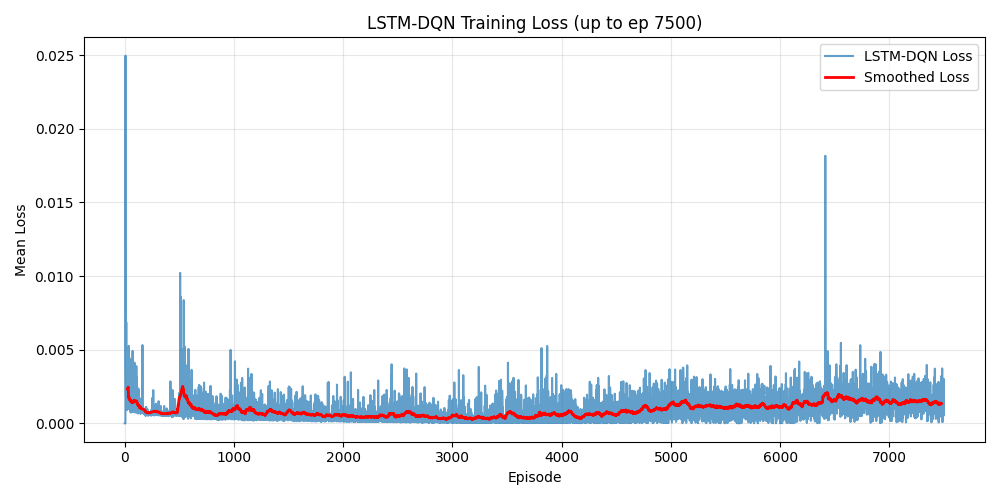 LSTM-DQN Training Loss (up to ep 7500)
LSTM-DQN Loss
Smoothed Loss
Mean Loss
0.025
0.020
0.015
0.010
0.005
0.000
0 1000 2000 3000 4000 5000 6000 7000
Episode